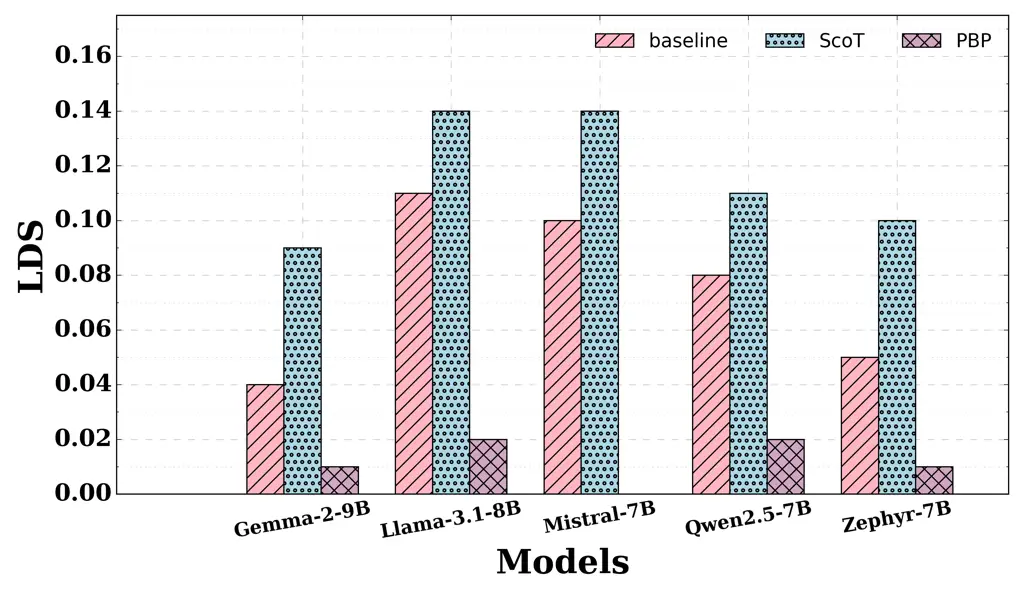 baseline ScoT PBP
0.16
0.14
0.12
0.10
0.08
0.06
0.04
0.02
0.00
LDS
Gemma-2-9B Llama-3.1-8B Mistral-7B Qwen2.5-7B Zephyr-7B
Models